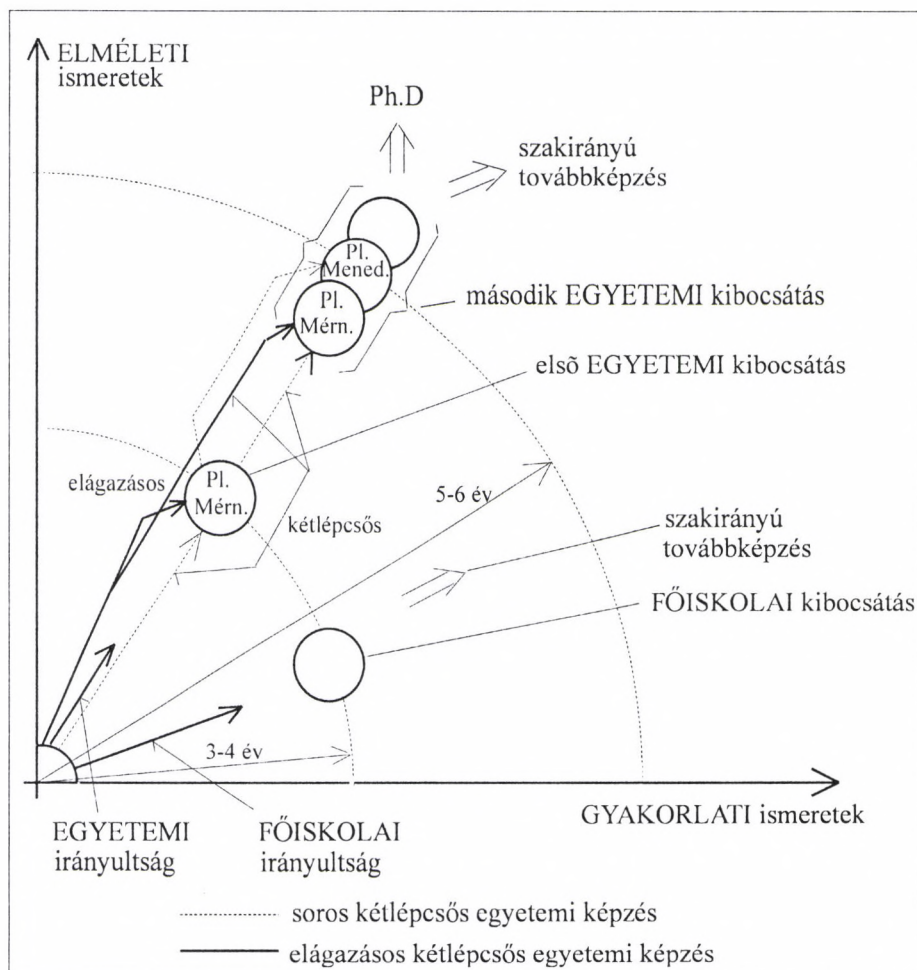 ELMÉLETI
ismeretek
Ph.D
szakirányú
továbbképzés
Pl.
Mened.
Pl.
Mérn.
második EGYETEMI kibocsátás
elsõ EGYETEMI kibocsátás
elágazásos
Pl.
Mérn.
kétlépcsős
5-6 év
szakirányú
továbbképzés
FŐISKOLAI kibocsátás
3-4 év
GYAKORLATI ismeretek
EGYETEMI
irányultság
FŐISKOLAI
irányultság
soros kétlépcsős egyetemi képzés
elágazásos kétlépcsős egyetemi képzés